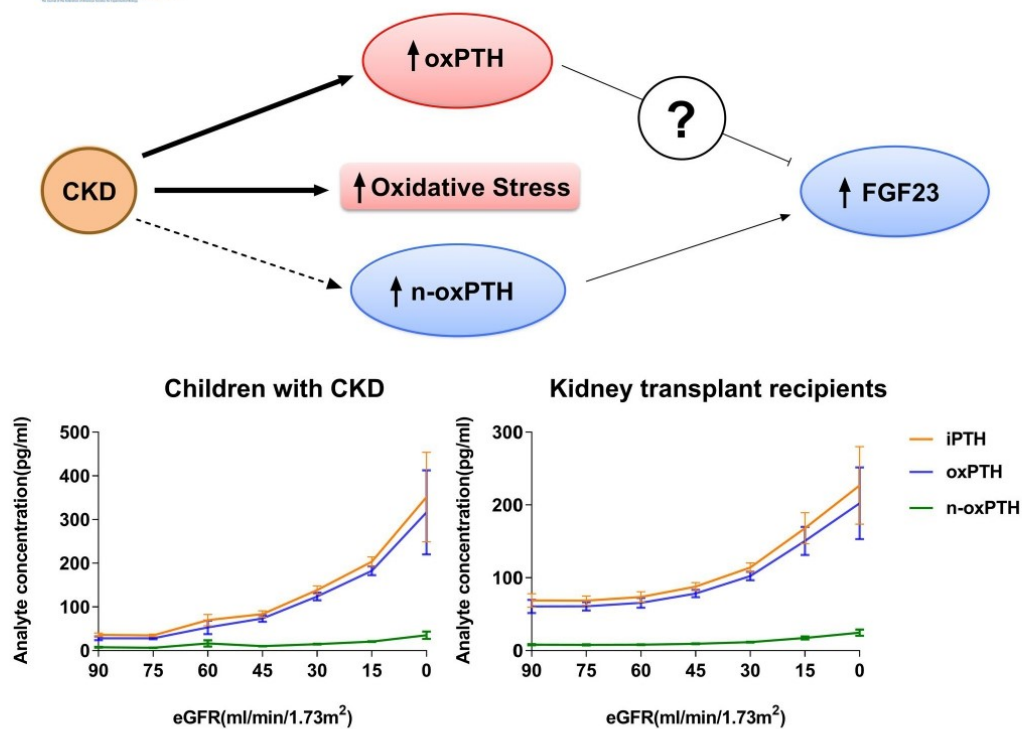 ↑ oxPTH
?
CKD
↑ Oxidative Stress
↑ FGF23
↑ n-oxPTH
Children with CKD
Kidney transplant recipients
Analyte concentration(pg/ml)
500
400
300
200
100
0
90 75 60 45 30 15 0
eGFR(ml/min/1.73m²)
Analyte concentration(pg/ml)
300
200
100
0
90 75 60 45 30 15 0
eGFR(ml/min/1.73m²)
iPTH
oxPTH
n-oxPTH